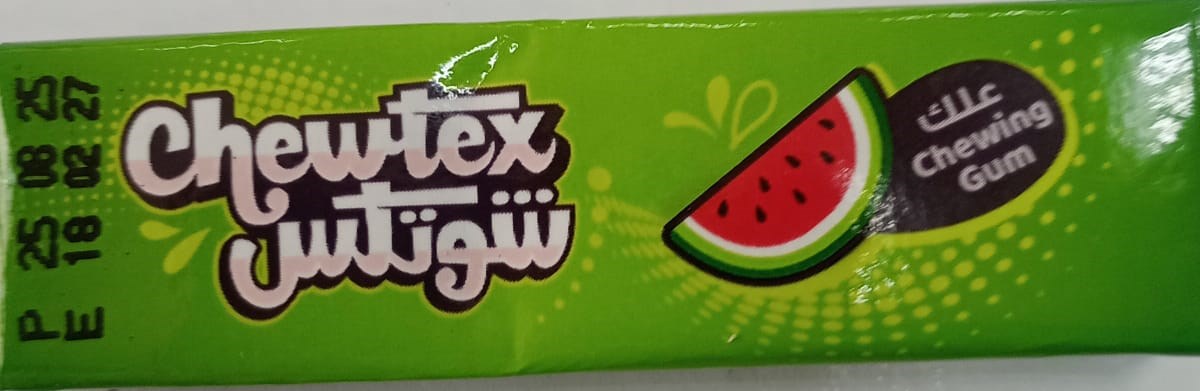 P 25 08 25
E 18 02 27
Chewtex
شوتكس
علك
Chewing
Gum